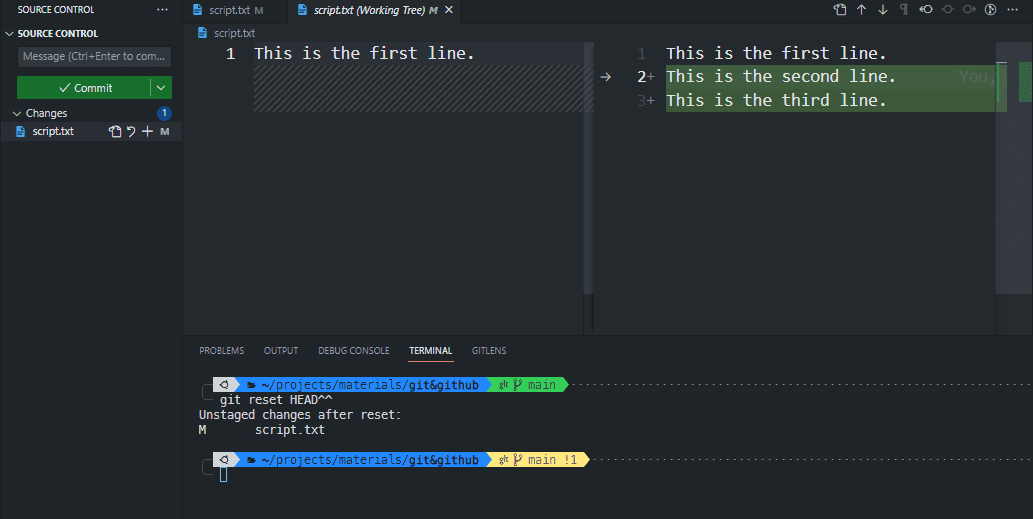 SOURCE CONTROL ...
script.txt M
script.txt (Working Tree) M
SOURCE CONTROL
script.txt
Message (Ctrl+Enter to com...
Commit
Changes 1
script.txt M
1 This is the first line.
1 This is the first line.
2+ This is the second line. You,
3+ This is the third line.
PROBLEMS OUTPUT DEBUG CONSOLE TERMINAL GITLENS
~/projects/materials/git&github git main
git reset HEAD^^
Unstaged changes after reset:
M script.txt
~/projects/materials/git&github git main !1